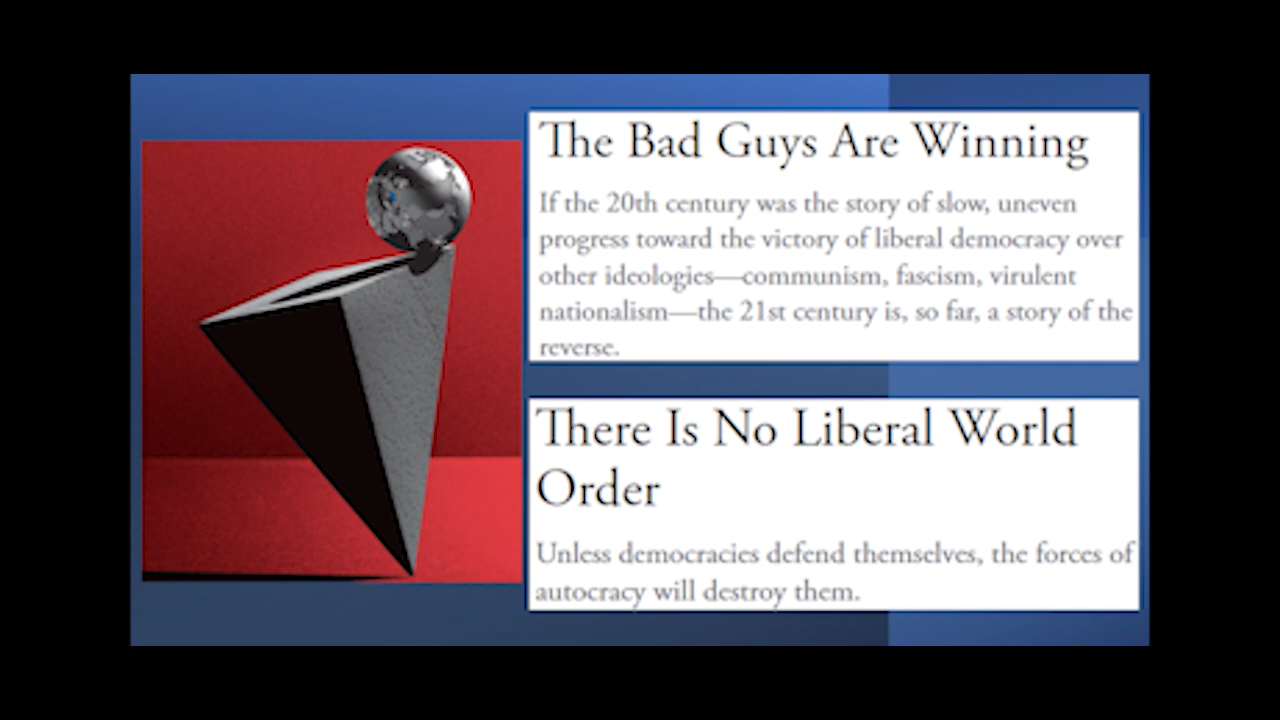 The Bad Guys Are Winning
If the 20th century was the story of slow, uneven
progress toward the victory of liberal democracy over
other ideologies—communism, fascism, virulent
nationalism—the 21st century is, so far, a story of the
reverse.
There Is No Liberal World
Order
Unless democracies defend themselves, the forces of
autocracy will destroy them.